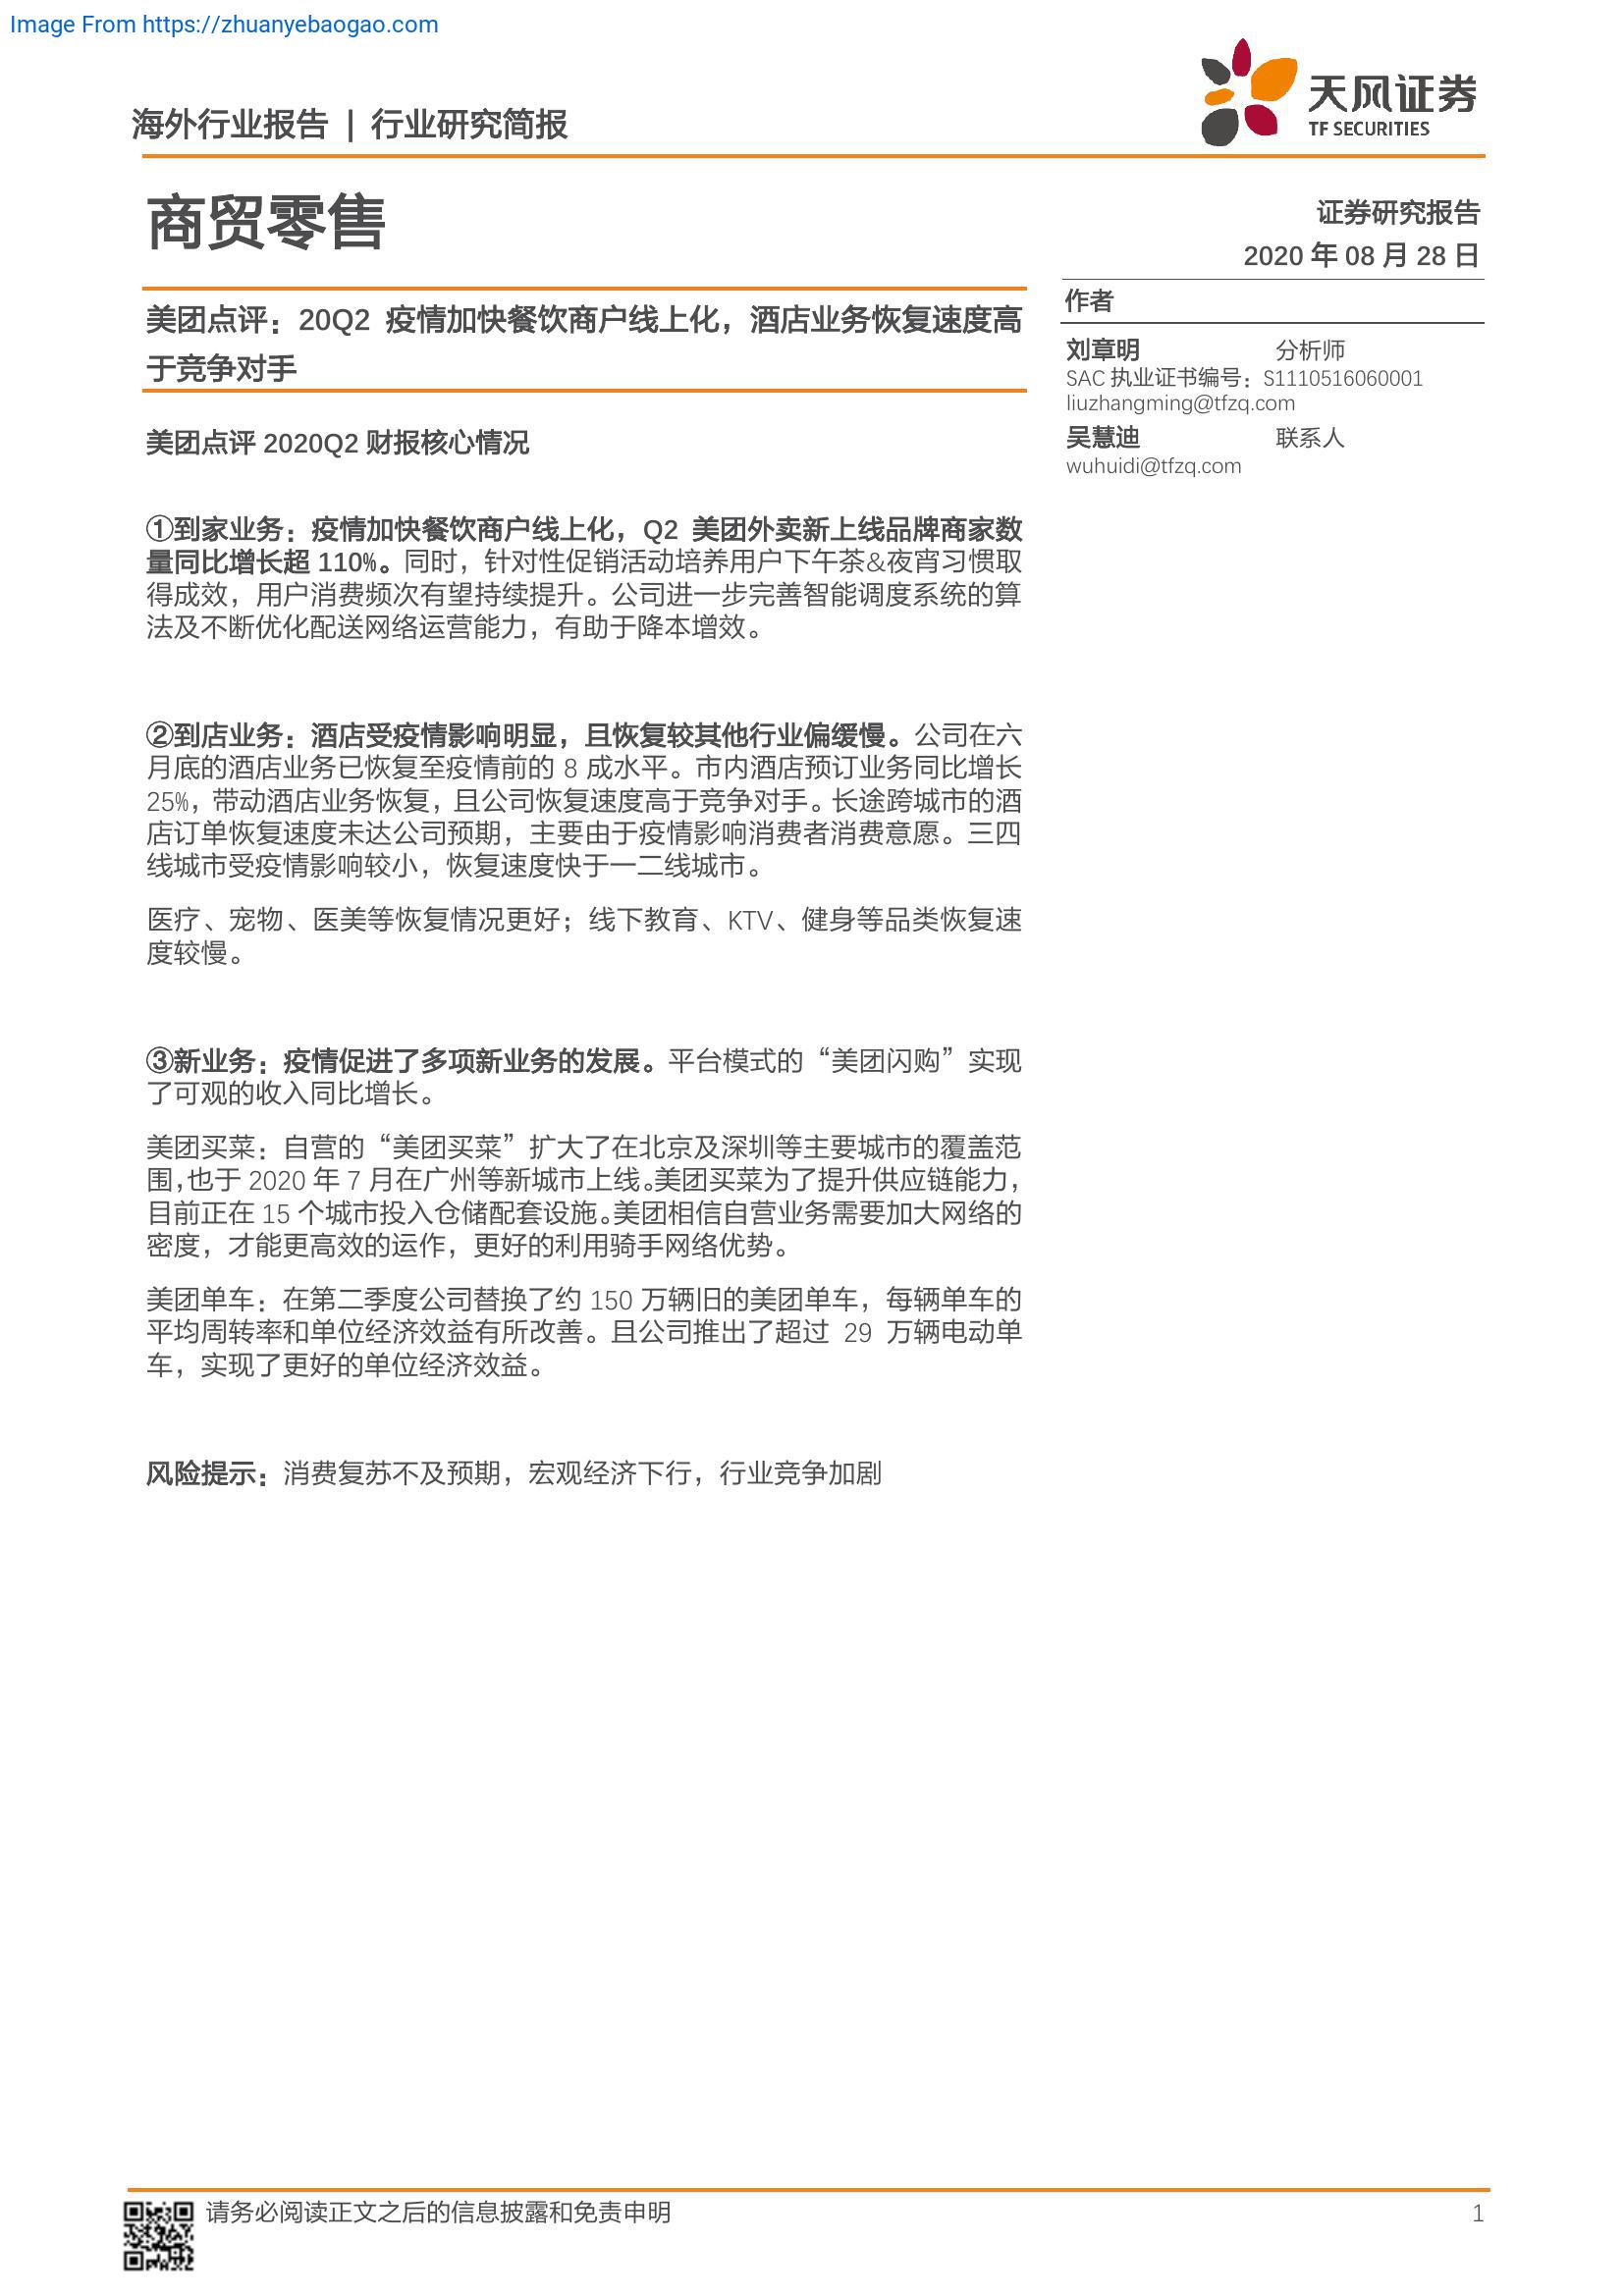 Image From https://zhuanyebaogao.com
海外行业报告 | 行业研究简报
天风证券
TF SECURITIES
商贸零售
证券研究报告
2020 年 08 月 28 日
美团点评：20Q2 疫情加快餐饮商户线上化，酒店业务恢复速度高
于竞争对手
作者
刘章明 分析师
SAC 执业证书编号：S1110516060001
liuzhangming@tfzq.com
吴慧迪 联系人
wuhuidi@tfzq.com
美团点评 2020Q2 财报核心情况
①到家业务：疫情加快餐饮商户线上化，Q2 美团外卖新上线品牌商家数
量同比增长超 110%。同时，针对性促销活动培养用户下午茶&夜宵习惯取
得成效，用户消费频次有望持续提升。公司进一步完善智能调度系统的算
法及不断优化配送网络运营能力，有助于降本增效。
②到店业务：酒店受疫情影响明显，且恢复较其他行业偏缓慢。公司在六
月底的酒店业务已恢复至疫情前的 8 成水平。市内酒店预订业务同比增长
25%，带动酒店业务恢复，且公司恢复速度高于竞争对手。长途跨城市的酒
店订单恢复速度未达公司预期，主要由于疫情影响消费者消费意愿。三四
线城市受疫情影响较小，恢复速度快于一二线城市。
医疗、宠物、医美等恢复情况更好；线下教育、KTV、健身等品类恢复速
度较慢。
③新业务：疫情促进了多项新业务的发展。平台模式的“美团闪购”实现
了可观的收入同比增长。
美团买菜：自营的“美团买菜”扩大了在北京及深圳等主要城市的覆盖范
围，也于 2020 年 7 月在广州等新城市上线。美团买菜为了提升供应链能力，
目前正在 15 个城市投入仓储配套设施。美团相信自营业务需要加大网络的
密度，才能更高效的运作，更好的利用骑手网络优势。
美团单车：在第二季度公司替换了约 150 万辆旧的美团单车，每辆单车的
平均周转率和单位经济效益有所改善。且公司推出了超过 29 万辆电动单
车，实现了更好的单位经济效益。
风险提示：消费复苏不及预期，宏观经济下行，行业竞争加剧
请务必阅读正文之后的信息披露和免责申明
1